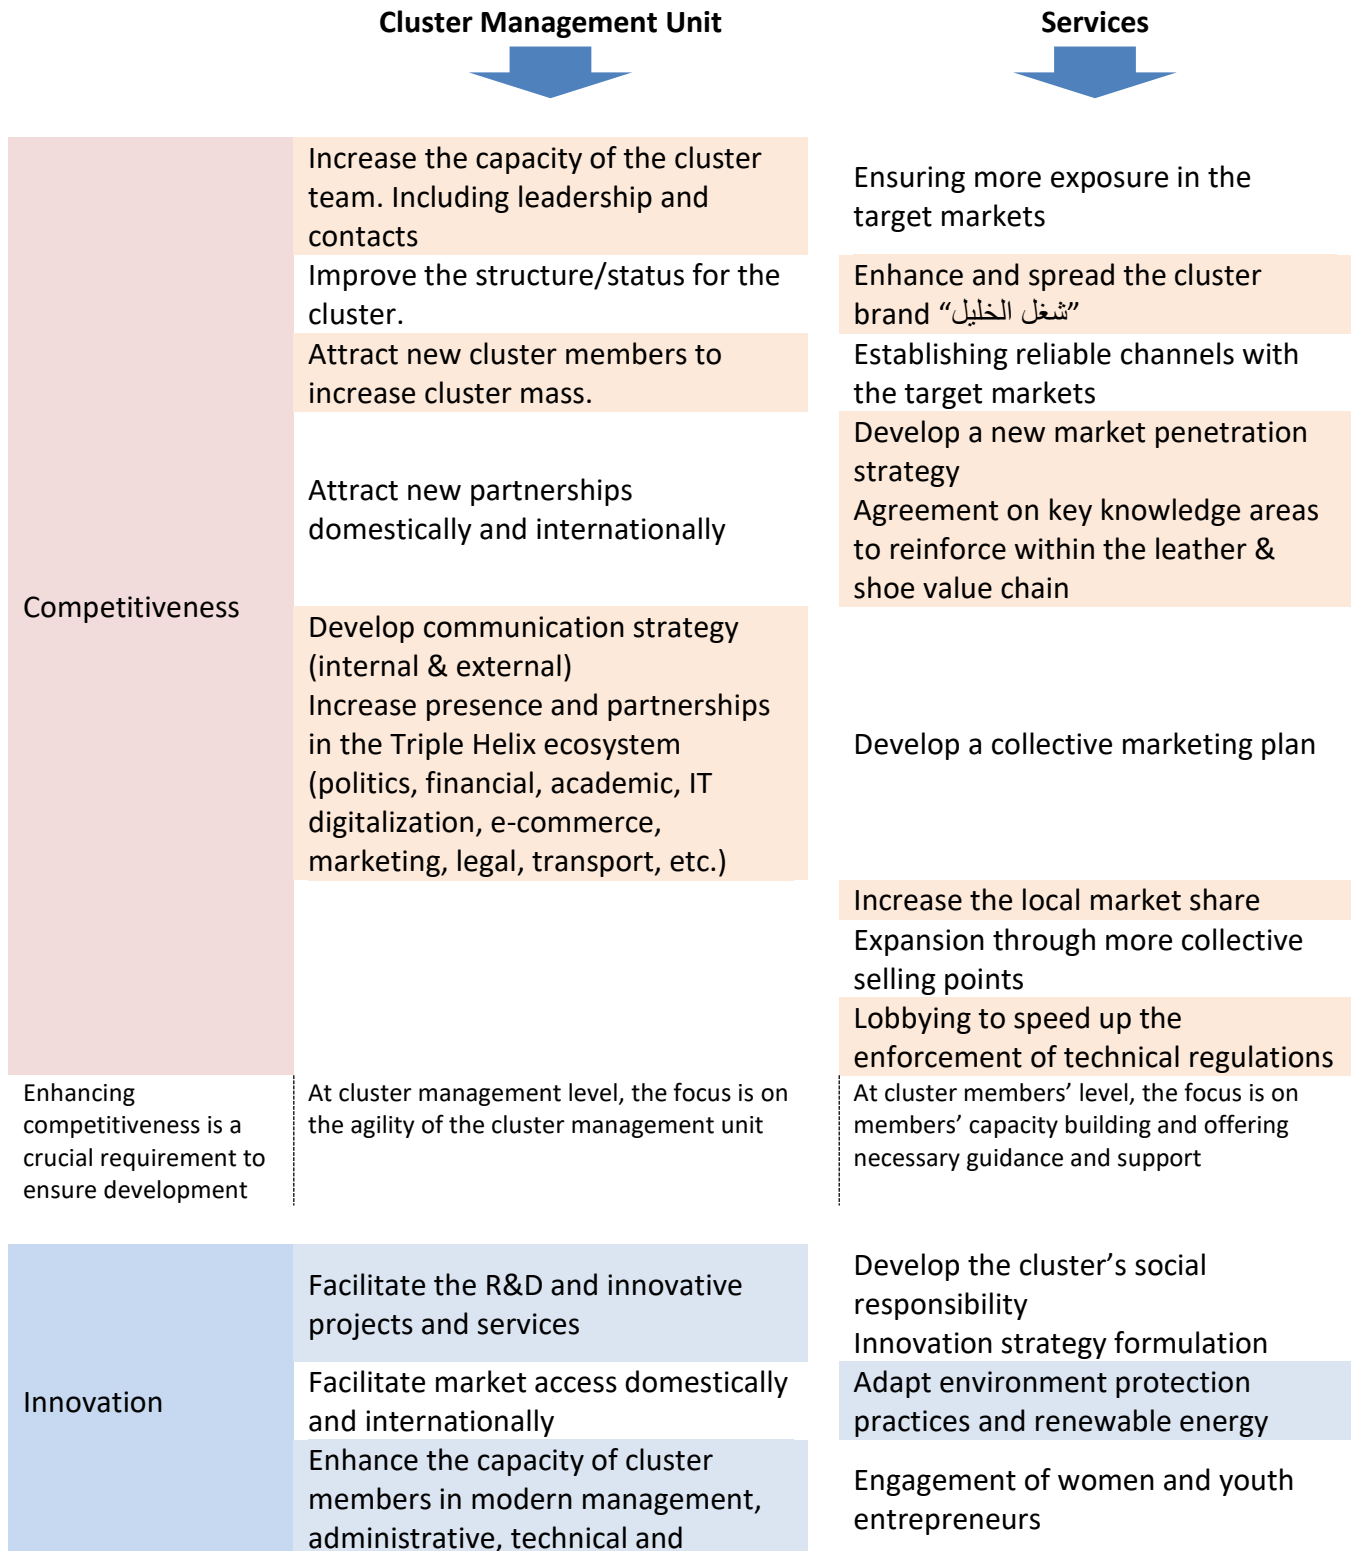 Cluster Management Unit
Services
Competitiveness
Increase the capacity of the cluster
team. Including leadership and
contacts
Ensuring more exposure in the
target markets
Improve the structure/status for the
cluster.
Enhance and spread the cluster
brand “شغل الخليل”
Attract new cluster members to
increase cluster mass.
Establishing reliable channels with
the target markets
Attract new partnerships
domestically and internationally
Develop a new market penetration
strategy
Agreement on key knowledge areas
to reinforce within the leather &
shoe value chain
Develop communication strategy
(internal & external)
Increase presence and partnerships
in the Triple Helix ecosystem
(politics, financial, academic, IT
digitalization, e-commerce,
marketing, legal, transport, etc.)
Develop a collective marketing plan
Increase the local market share
Expansion through more collective
selling points
Lobbying to speed up the
enforcement of technical regulations
Enhancing
competitiveness is a
crucial requirement to
ensure development
At cluster management level, the focus is on
the agility of the cluster management unit
At cluster members’ level, the focus is on
members’ capacity building and offering
necessary guidance and support
Innovation
Facilitate the R&D and innovative
projects and services
Develop the cluster’s social
responsibility
Innovation strategy formulation
Facilitate market access domestically
and internationally
Adapt environment protection
practices and renewable energy
Enhance the capacity of cluster
members in modern management,
administrative, technical and
Engagement of women and youth
entrepreneurs